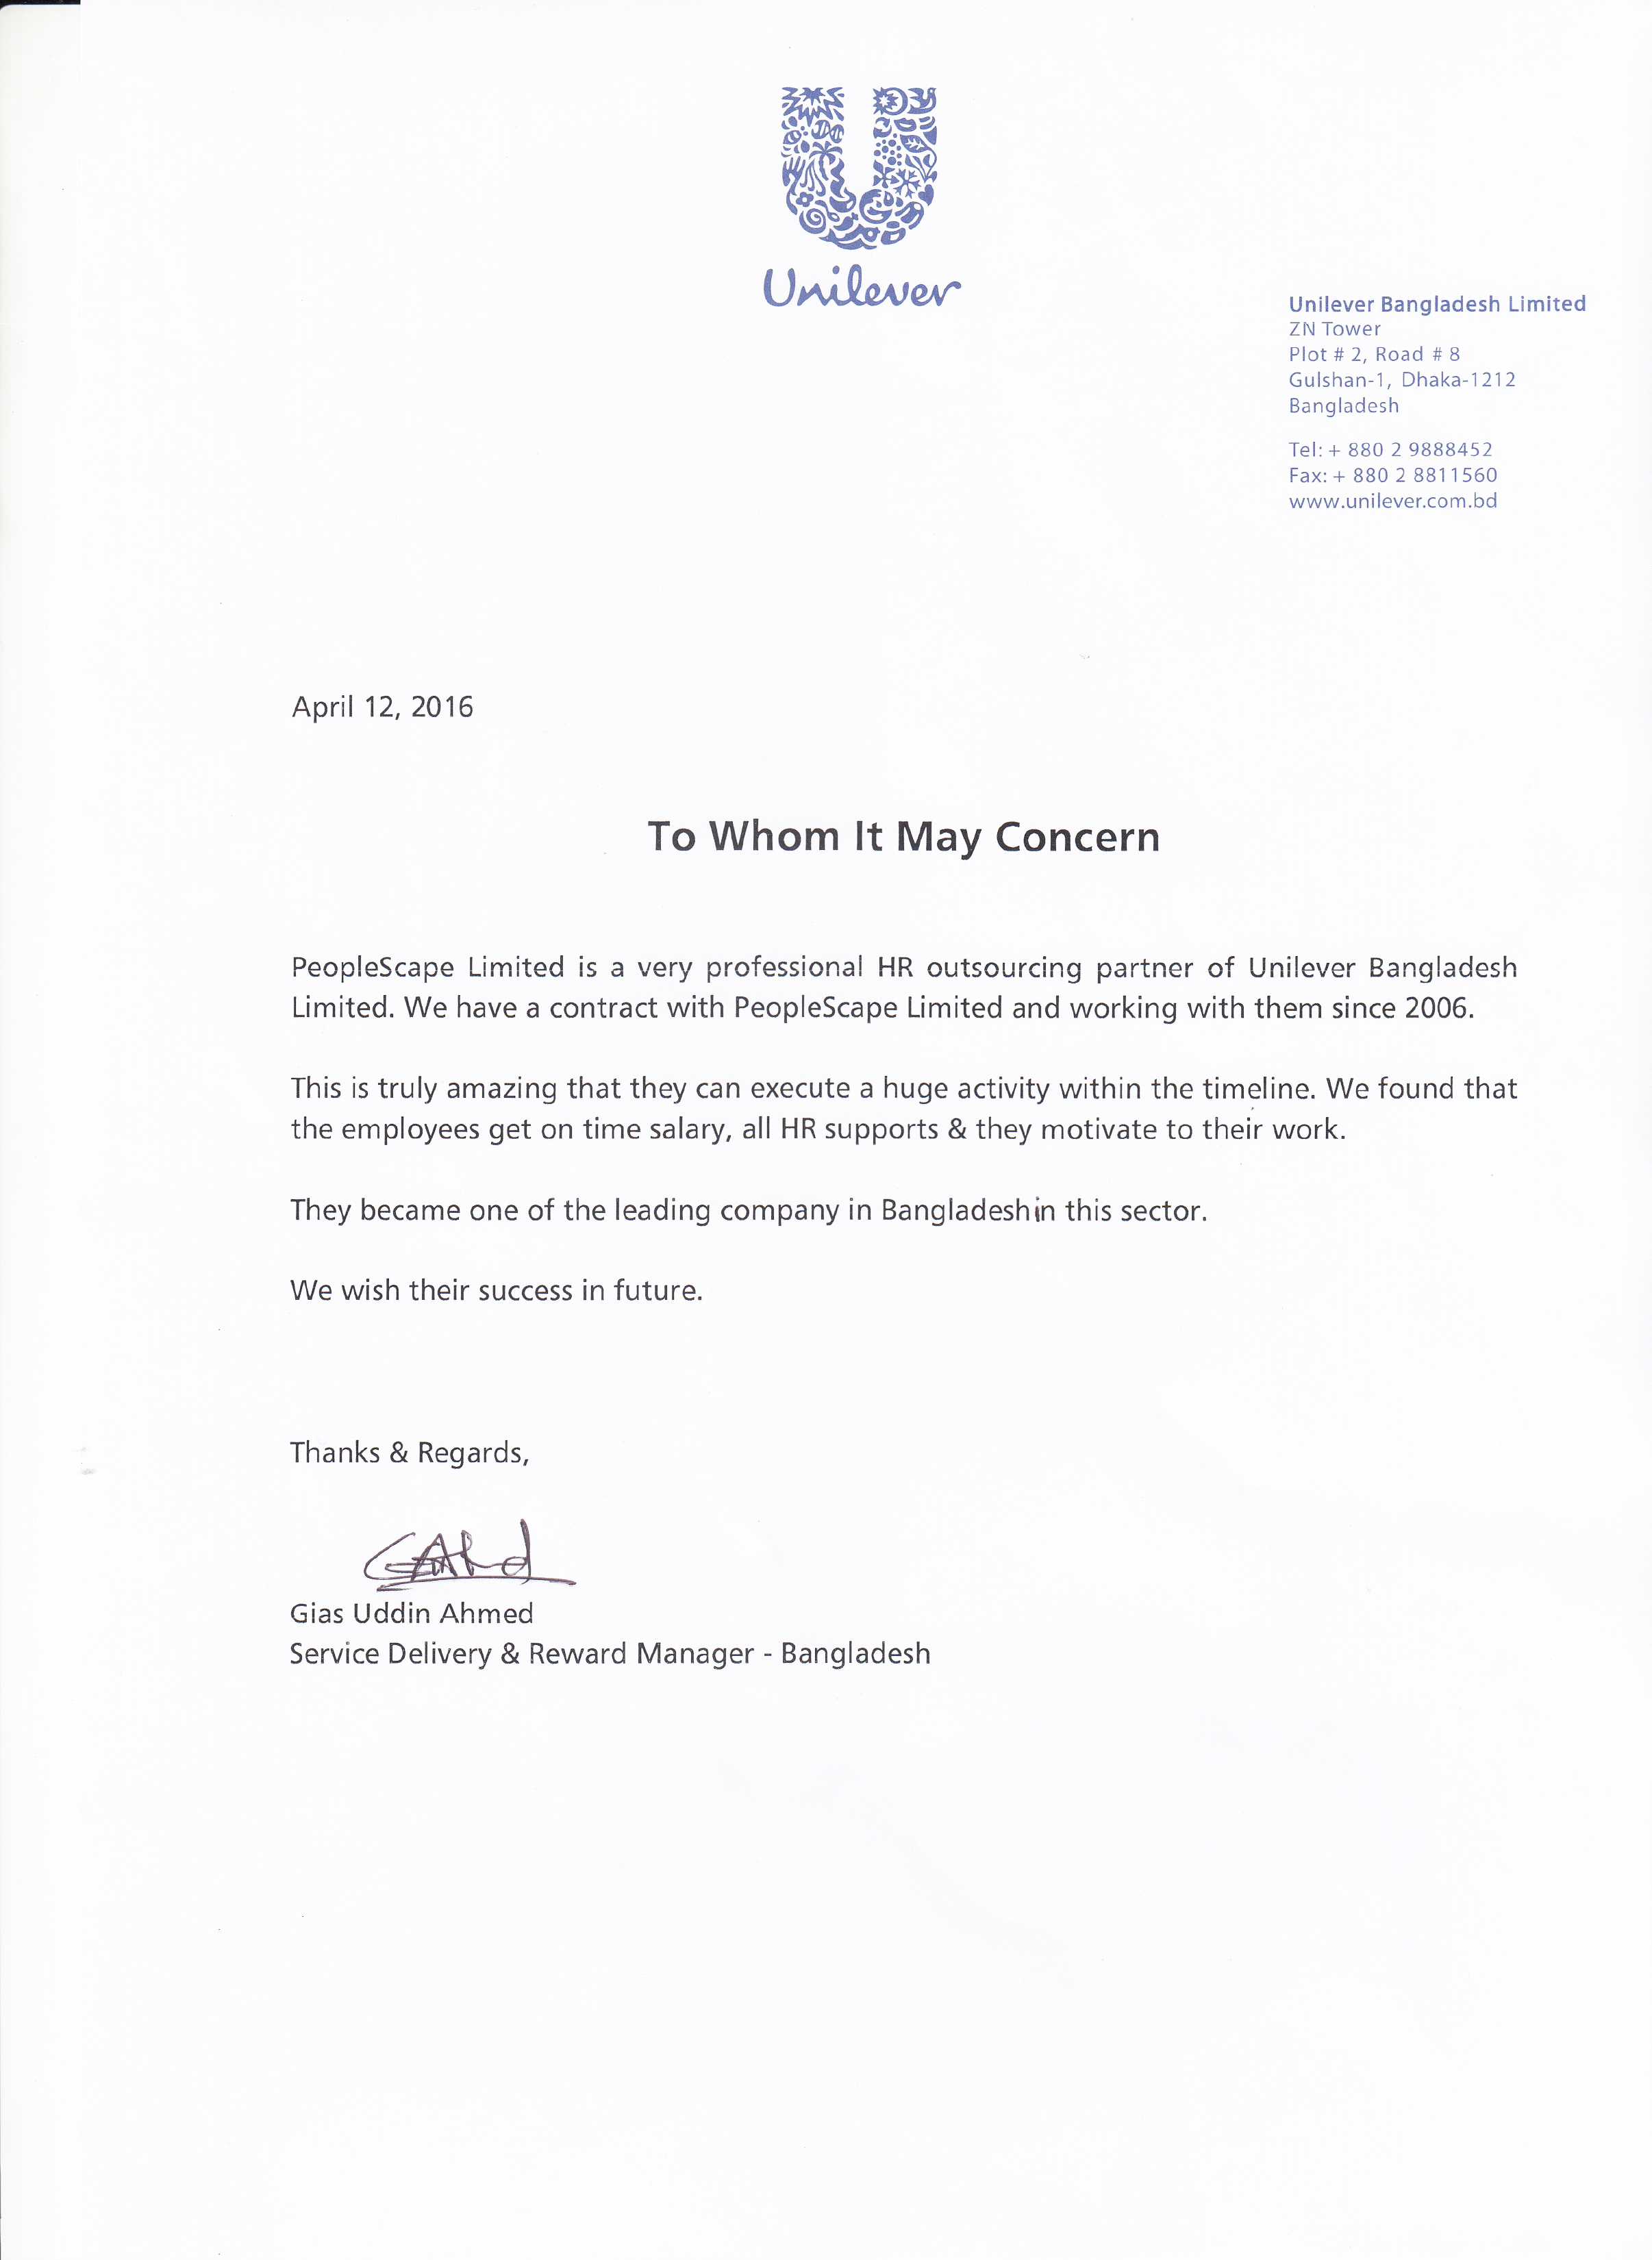 Unilever
Unilever Bangladesh Limited
ZN Tower
Plot # 2, Road # 8
Gulshan-1, Dhaka-1212
Bangladesh
Tel: + 880 2 9888452
Fax: + 880 2 8811560
www.unilever.com.bd
April 12, 2016
To Whom It May Concern
PeopleScape Limited is a very professional HR outsourcing partner of Unilever Bangladesh
Limited. We have a contract with PeopleScape Limited and working with them since 2006.
This is truly amazing that they can execute a huge activity within the timeline. We found that
the employees get on time salary, all HR supports & they motivate to their work.
They became one of the leading company in Bangladeshin this sector.
We wish their success in future.
Thanks & Regards,
Gias Uddin Ahmed
Service Delivery & Reward Manager - Bangladesh